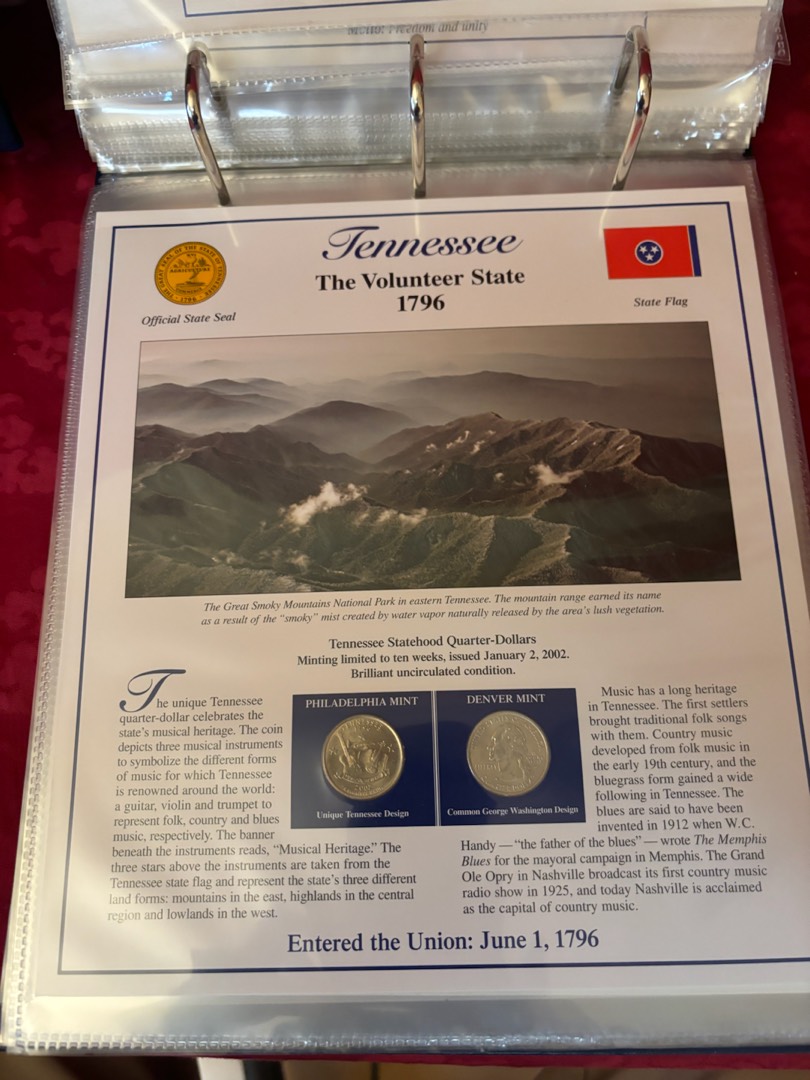 Motto: Freedom and unity
Tennessee
The Volunteer State
1796
Official State Seal
State Flag
The Great Smoky Mountains National Park in eastern Tennessee. The mountain range earned its name
as a result of the “smoky” mist created by water vapor naturally released by the area’s lush vegetation.
Tennessee Statehood Quarter-Dollars
Minting limited to ten weeks, issued January 2, 2002.
Brilliant uncirculated condition.
The unique Tennessee
quarter-dollar celebrates the
state’s musical heritage. The coin
depicts three musical instruments
to symbolize the different forms
of music for which Tennessee
is renowned around the world:
a guitar, violin and trumpet to
represent folk, country and blues
music, respectively. The banner
beneath the instruments reads, “Musical Heritage.” The
three stars above the instruments are taken from the
Tennessee state flag and represent the state’s three different
land forms: mountains in the east, highlands in the central
region and lowlands in the west.
PHILADELPHIA MINT
TENNESSEE
Unique Tennessee Design
DENVER MINT
Common George Washington Design
Music has a long heritage
in Tennessee. The first settlers
brought traditional folk songs
with them. Country music
developed from folk music in
the early 19th century, and the
bluegrass form gained a wide
following in Tennessee. The
blues are said to have been
invented in 1912 when W.C.
Handy — “the father of the blues” — wrote The Memphis
Blues for the mayoral campaign in Memphis. The Grand
Ole Opry in Nashville broadcast its first country music
radio show in 1925, and today Nashville is acclaimed
as the capital of country music.
Entered the Union: June 1, 1796